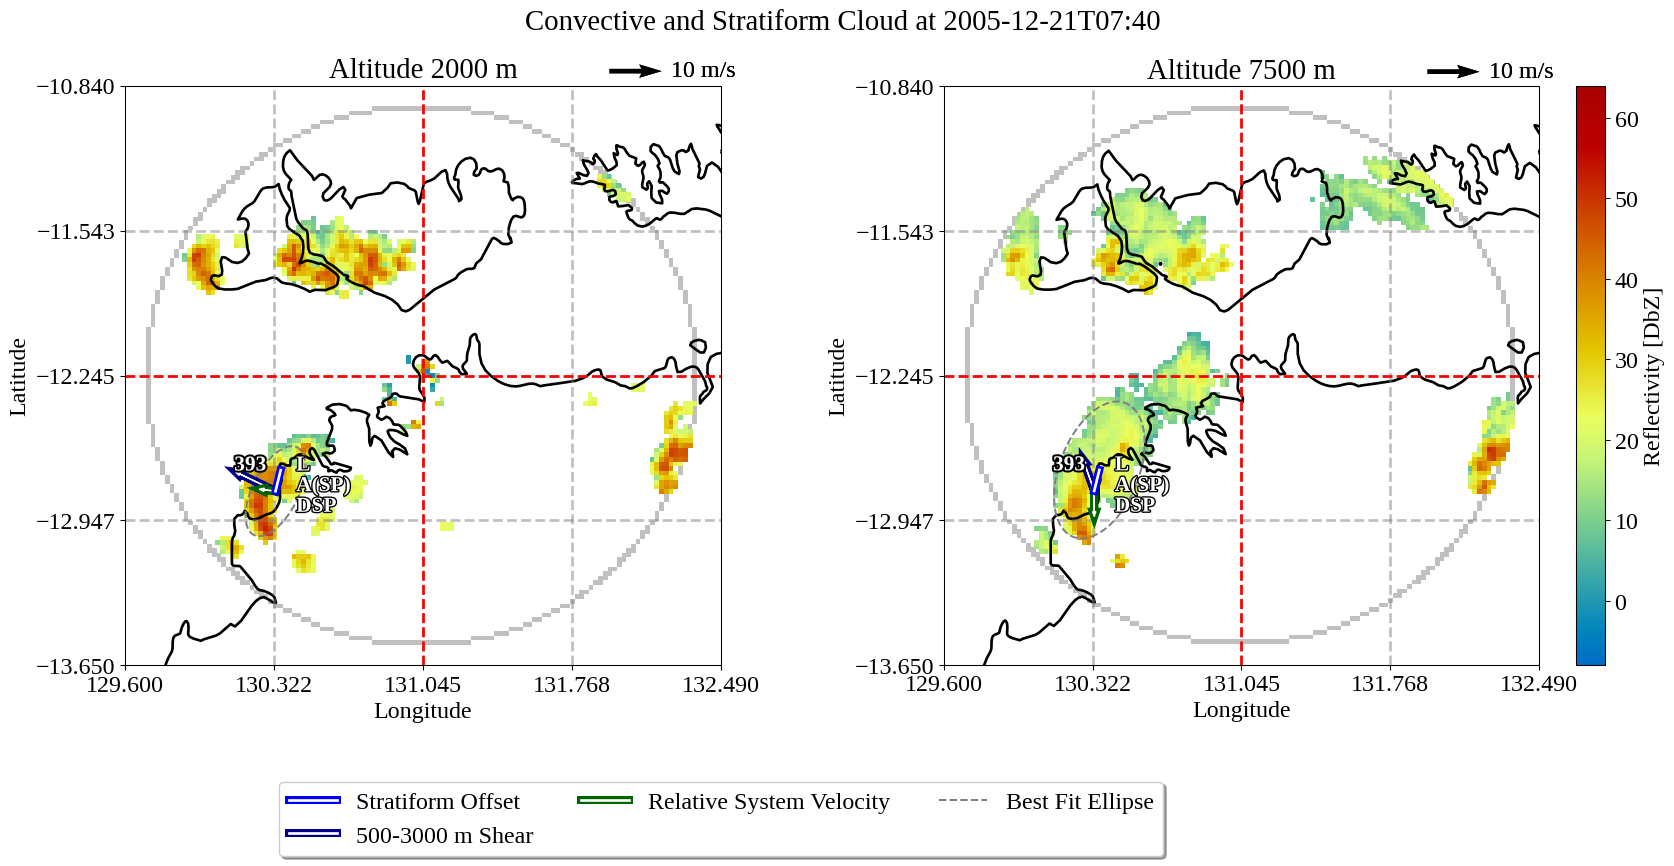 Convective and Stratiform Cloud at 2005-12-21T07:40
Altitude 2000 m
10 m/s
−10.840
−11.543
−12.245
−12.947
−13.650
129.600
130.322
131.045
131.768
132.490
Latitude
Longitude
393
L
A(SP)
DSP
Altitude 7500 m
10 m/s
−10.840
−11.543
−12.245
−12.947
−13.650
129.600
130.322
131.045
131.768
132.490
Latitude
Longitude
393
L
A(SP)
DSP
60
50
40
30
20
10
0
Reflectivity [DbZ]
Stratiform Offset
Relative System Velocity
Best Fit Ellipse
500-3000 m Shear